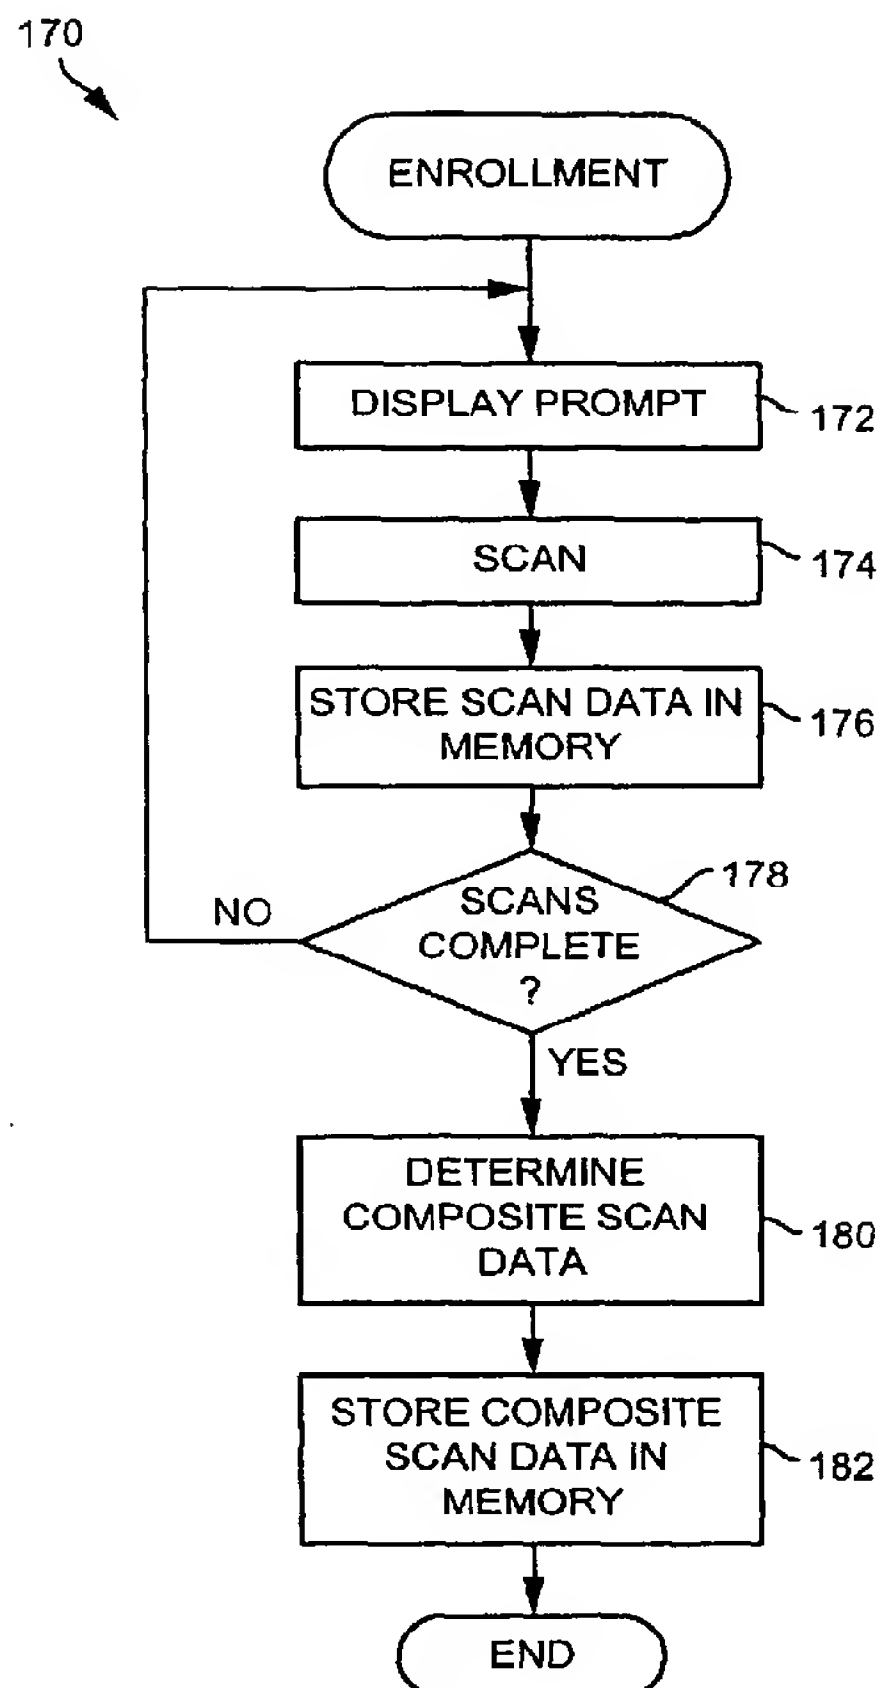 170
ENROLLMENT
DISPLAY PROMPT
172
SCAN
174
STORE SCAN DATA IN
MEMORY
176
178
SCANS
COMPLETE
?
NO
YES
DETERMINE
COMPOSITE SCAN
DATA
180
STORE COMPOSITE
SCAN DATA IN
MEMORY
182
END